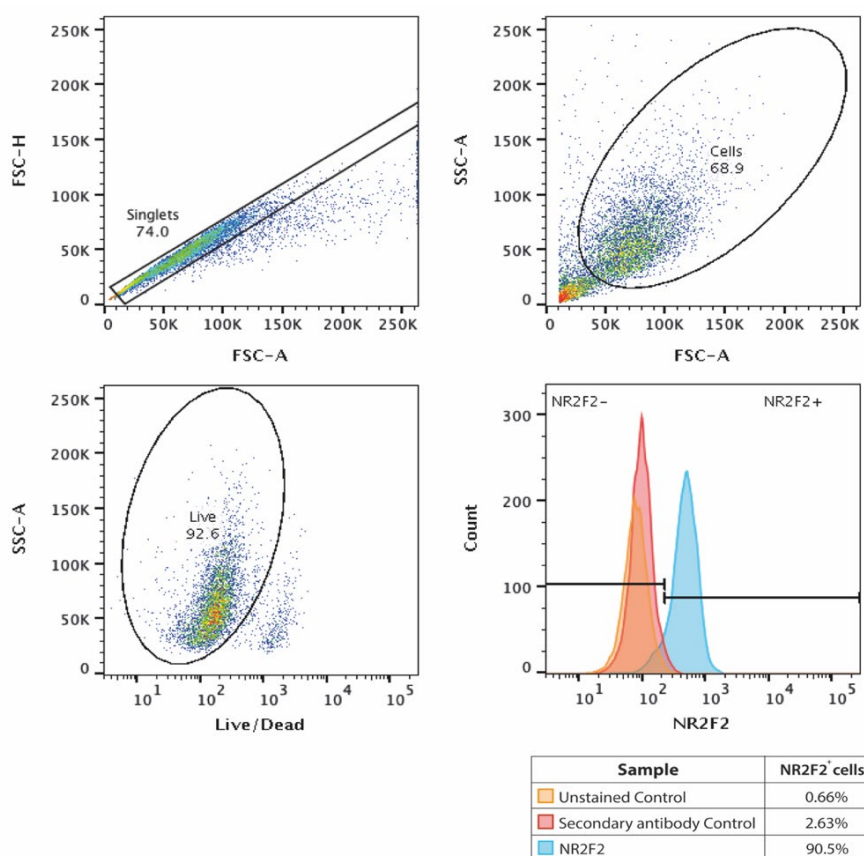 250K
200K
150K
100K
50K
0
FSC-H
Singlets
74.0
0 50K 100K 150K 200K 250K
FSC-A
250K
200K
150K
100K
50K
0
SSC-A
Cells
68.9
0 50K 100K 150K 200K 250K
FSC-A
250K
200K
150K
100K
50K
0
SSC-A
Live
92.6
10^1 10^2 10^3 10^4 10^5
Live/Dead
300
200
100
0
Count
NR2F2- NR2F2+
10^1 10^2 10^3 10^4 10^5
NR2F2
Sample NR2F2+ cells
Unstained Control 0.66%
Secondary antibody Control 2.63%
NR2F2 90.5%